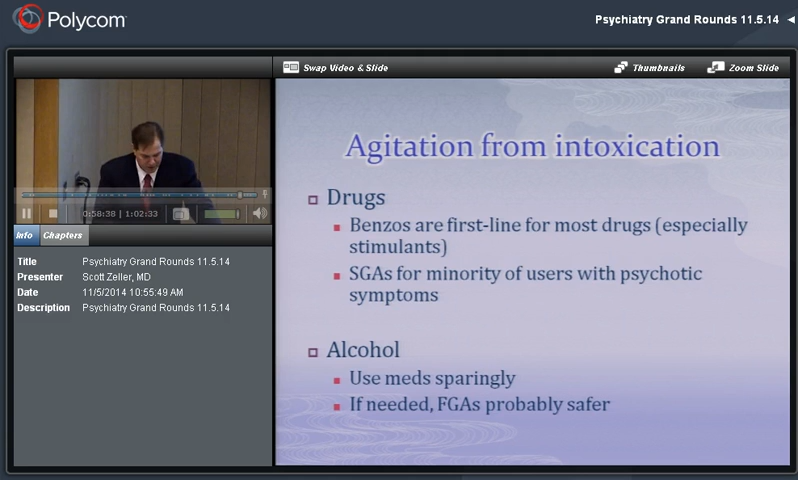 Polycom
Psychiatry Grand Rounds 11.5.14
Swap Video & Slide
Thumbnails
Zoom Slide
0:58:38 | 1:02:33
Info
Chapters
Title Psychiatry Grand Rounds 11.5.14
Presenter Scott Zeller, MD
Date 11/5/2014 10:55:49 AM
Description Psychiatry Grand Rounds 11.5.14
Agitation from intoxication
Drugs
Benzos are first-line for most drugs (especially
stimulants)
SGAs for minority of users with psychotic
symptoms
Alcohol
Use meds sparingly
If needed, FGAs probably safer